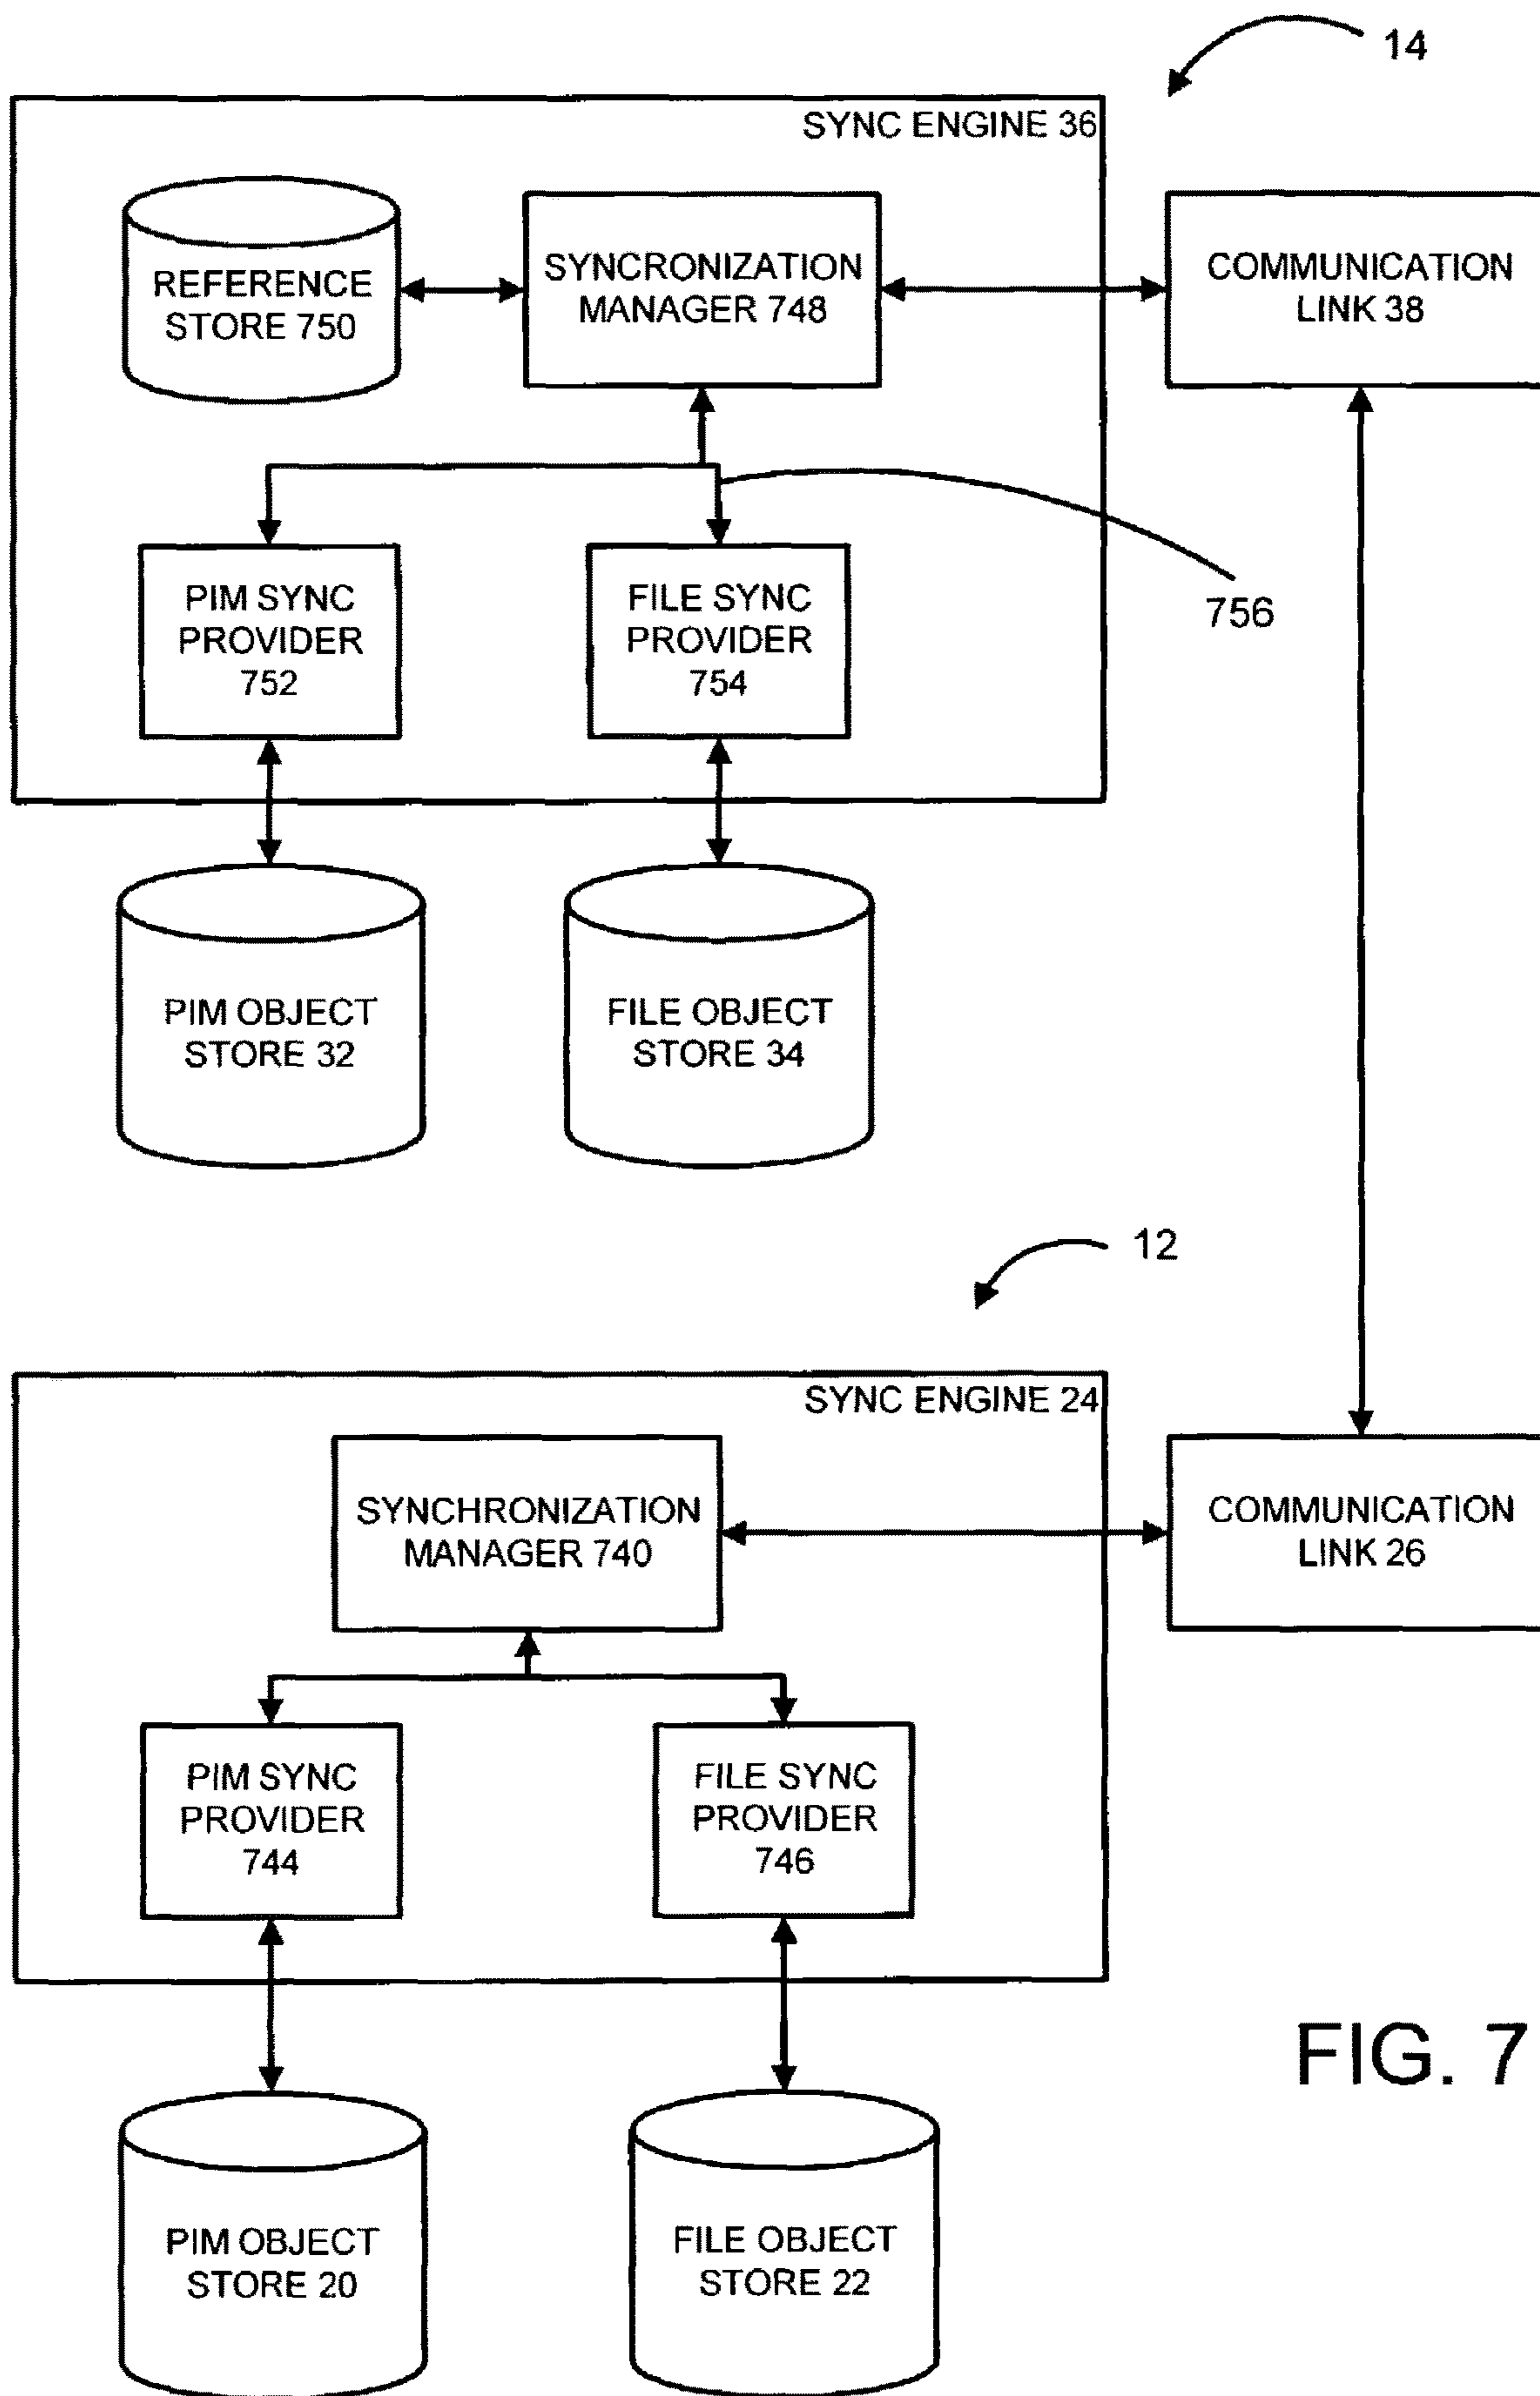 14
SYNC ENGINE 36
REFERENCE
STORE 750
SYNCRONIZATION
MANAGER 748
COMMUNICATION
LINK 38
PIM SYNC
PROVIDER
752
FILE SYNC
PROVIDER
754
756
PIM OBJECT
STORE 32
FILE OBJECT
STORE 34
12
SYNC ENGINE 24
SYNCHRONIZATION
MANAGER 740
COMMUNICATION
LINK 26
PIM SYNC
PROVIDER
744
FILE SYNC
PROVIDER
746
FIG. 7
PIM OBJECT
STORE 20
FILE OBJECT
STORE 22